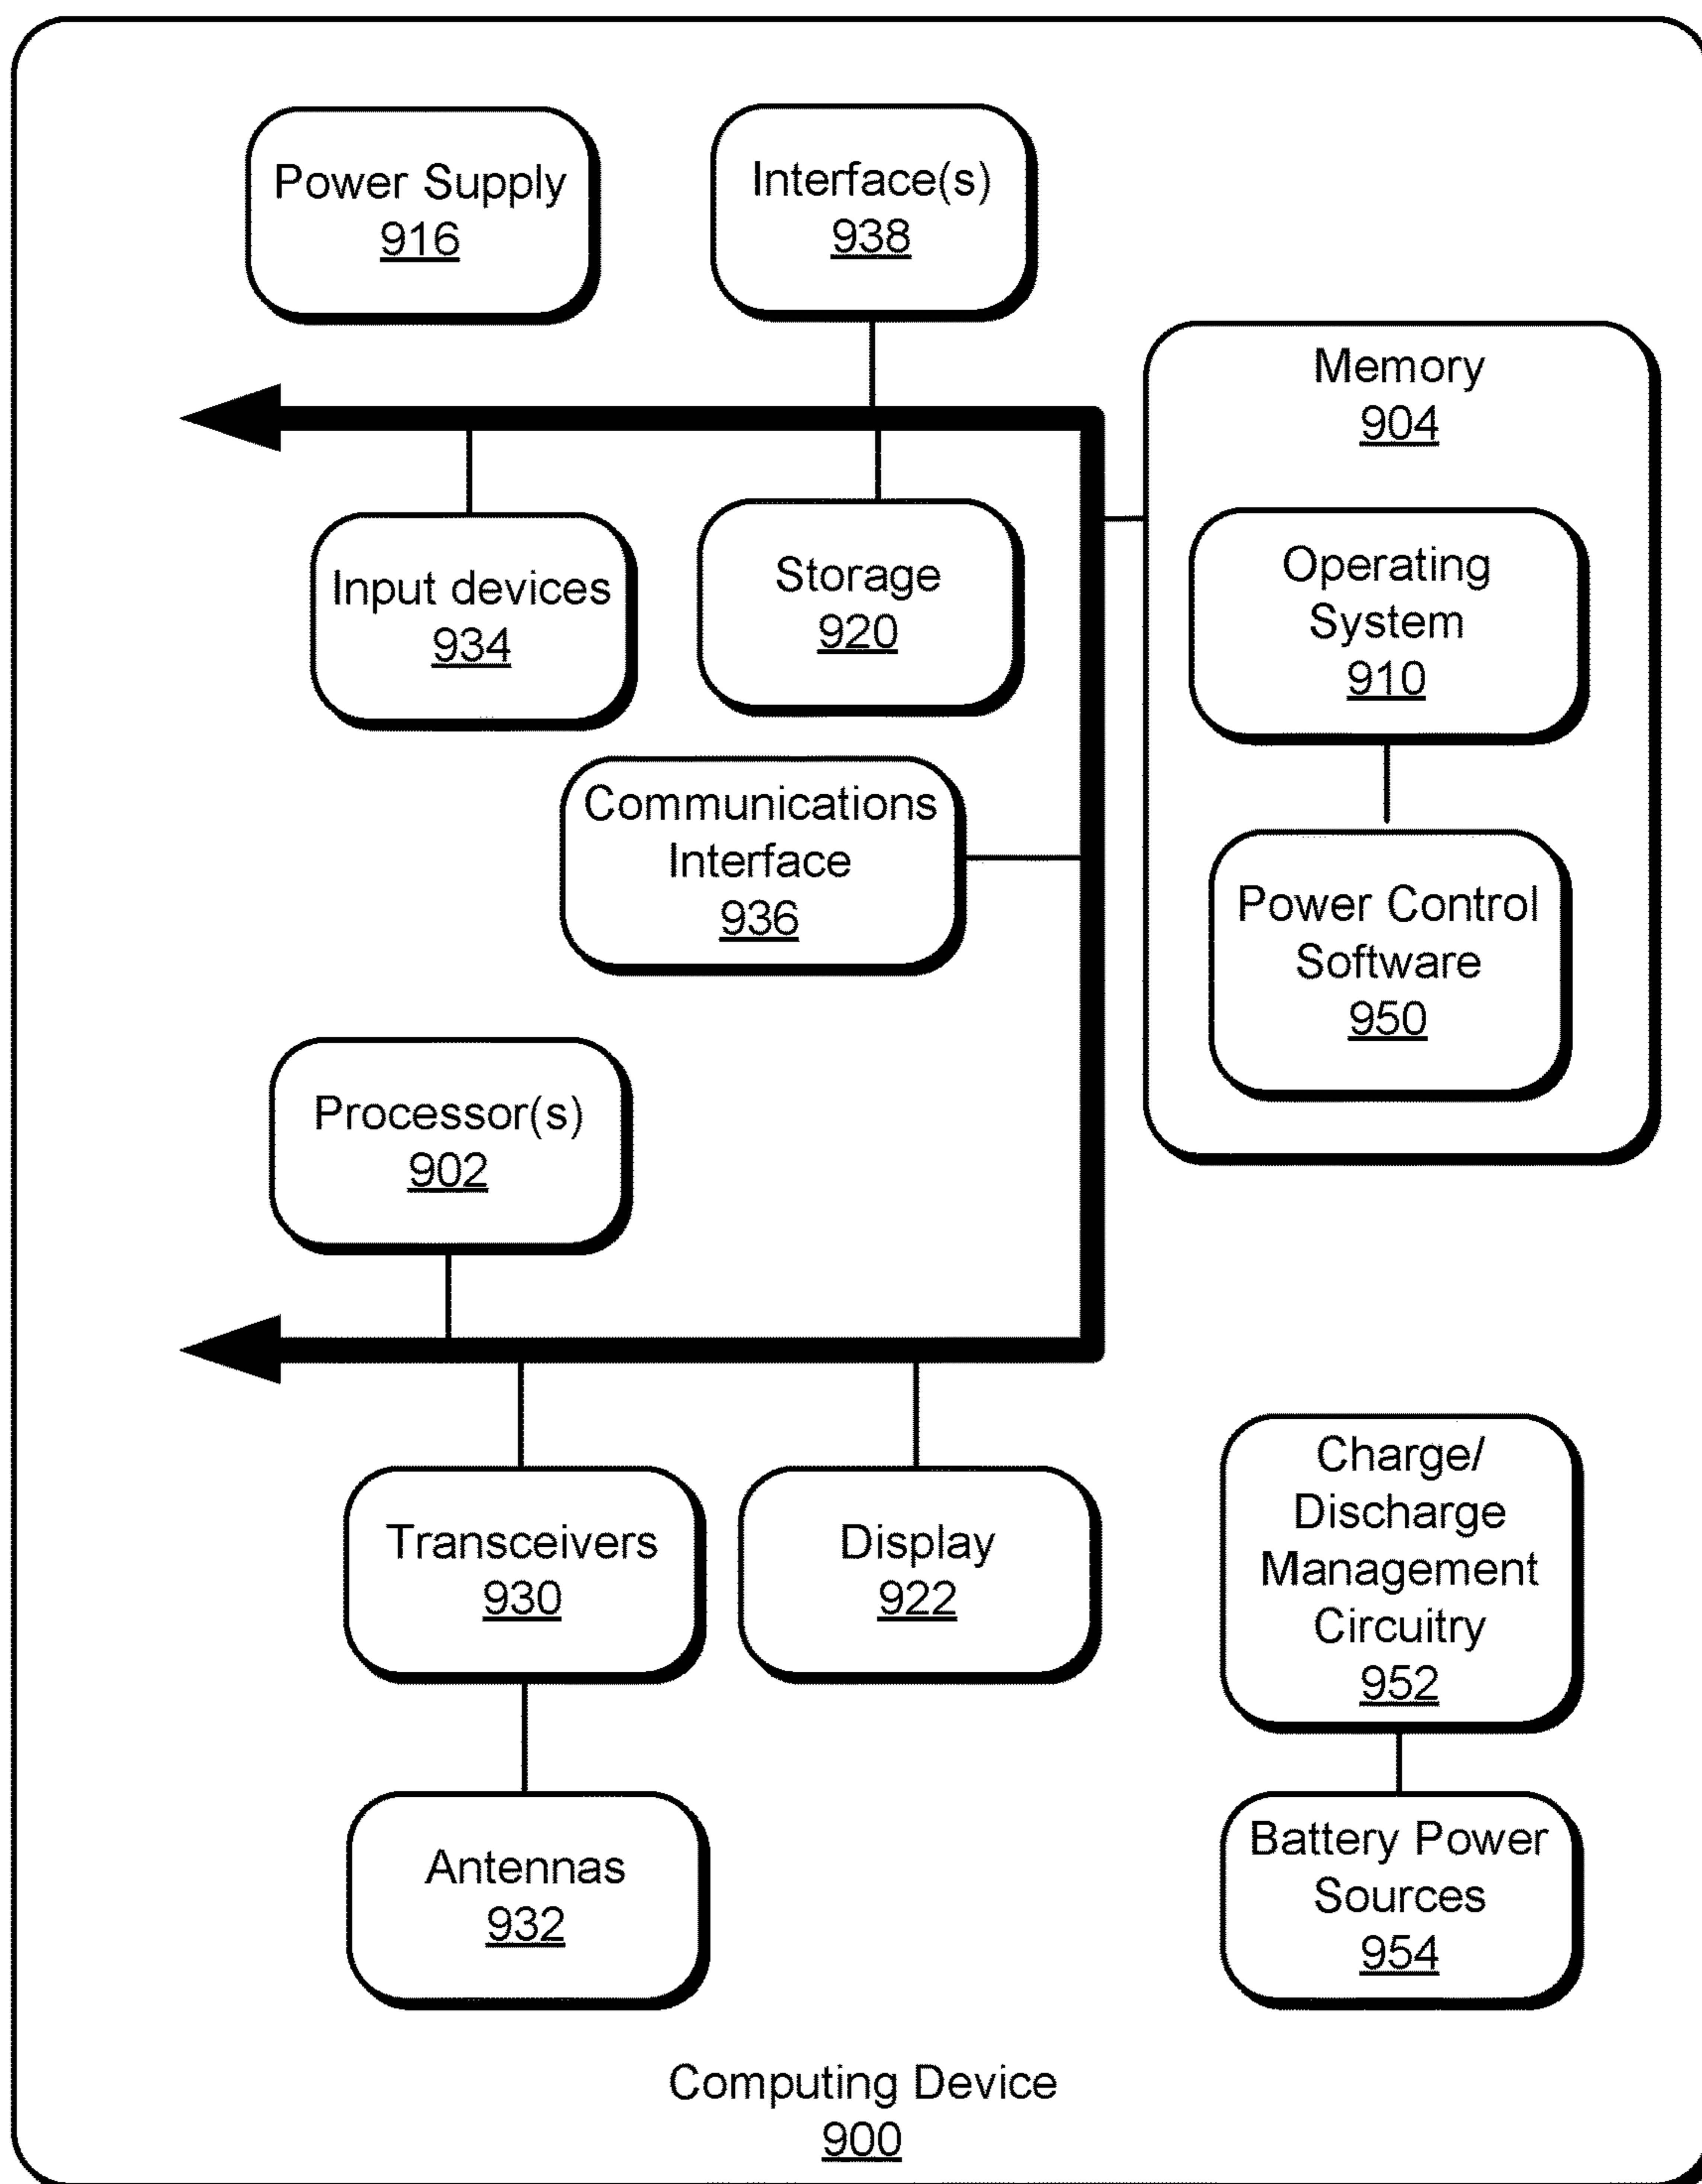 Power Supply
916
Interface(s)
938
Memory
904
Input devices
934
Storage
920
Operating
System
910
Communications
Interface
936
Power Control
Software
950
Processor(s)
902
Transceivers
930
Display
922
Charge/
Discharge
Management
Circuitry
952
Antennas
932
Battery Power
Sources
954
Computing Device
900